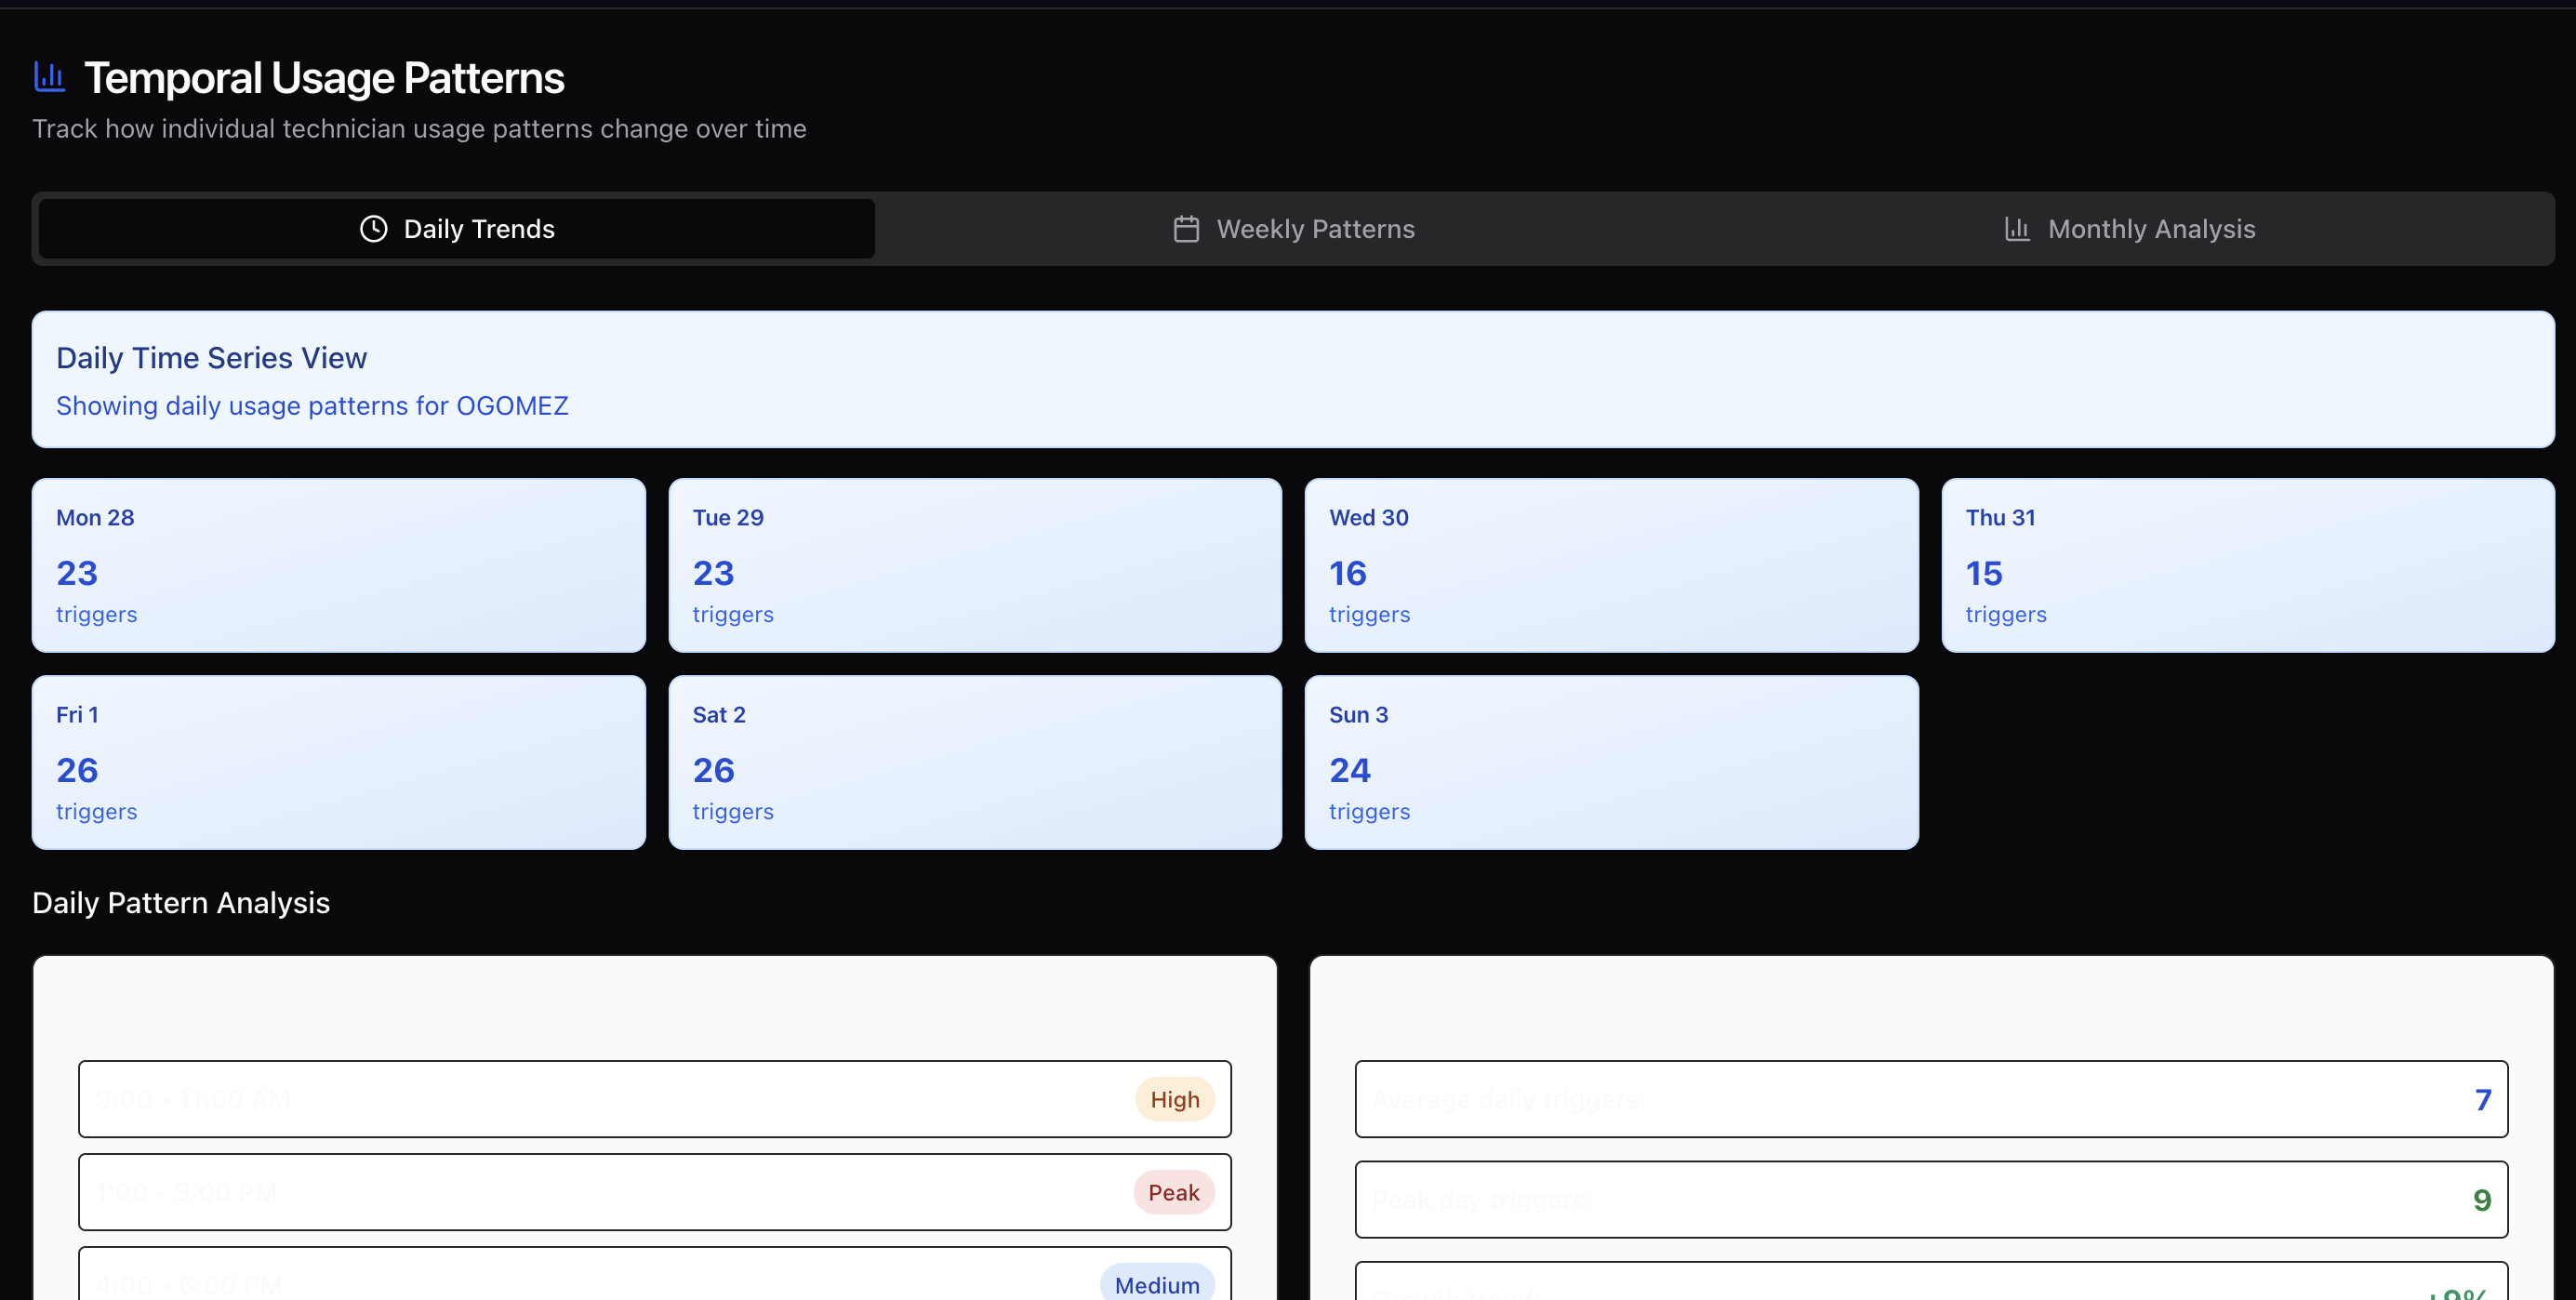 Temporal Usage Patterns
Track how individual technician usage patterns change over time
Daily Trends
Weekly Patterns
Monthly Analysis
Daily Time Series View
Showing daily usage patterns for OGOMEZ
Mon 28
23
triggers
Tue 29
23
triggers
Wed 30
16
triggers
Thu 31
15
triggers
Fri 1
26
triggers
Sat 2
26
triggers
Sun 3
24
triggers
Daily Pattern Analysis
9:00 - 11:00 AM
High
1:00 - 3:00 PM
Peak
4:00 - 6:00 PM
Medium
Average daily triggers:
7
Peak day triggers:
9
Growth trend:
+9%